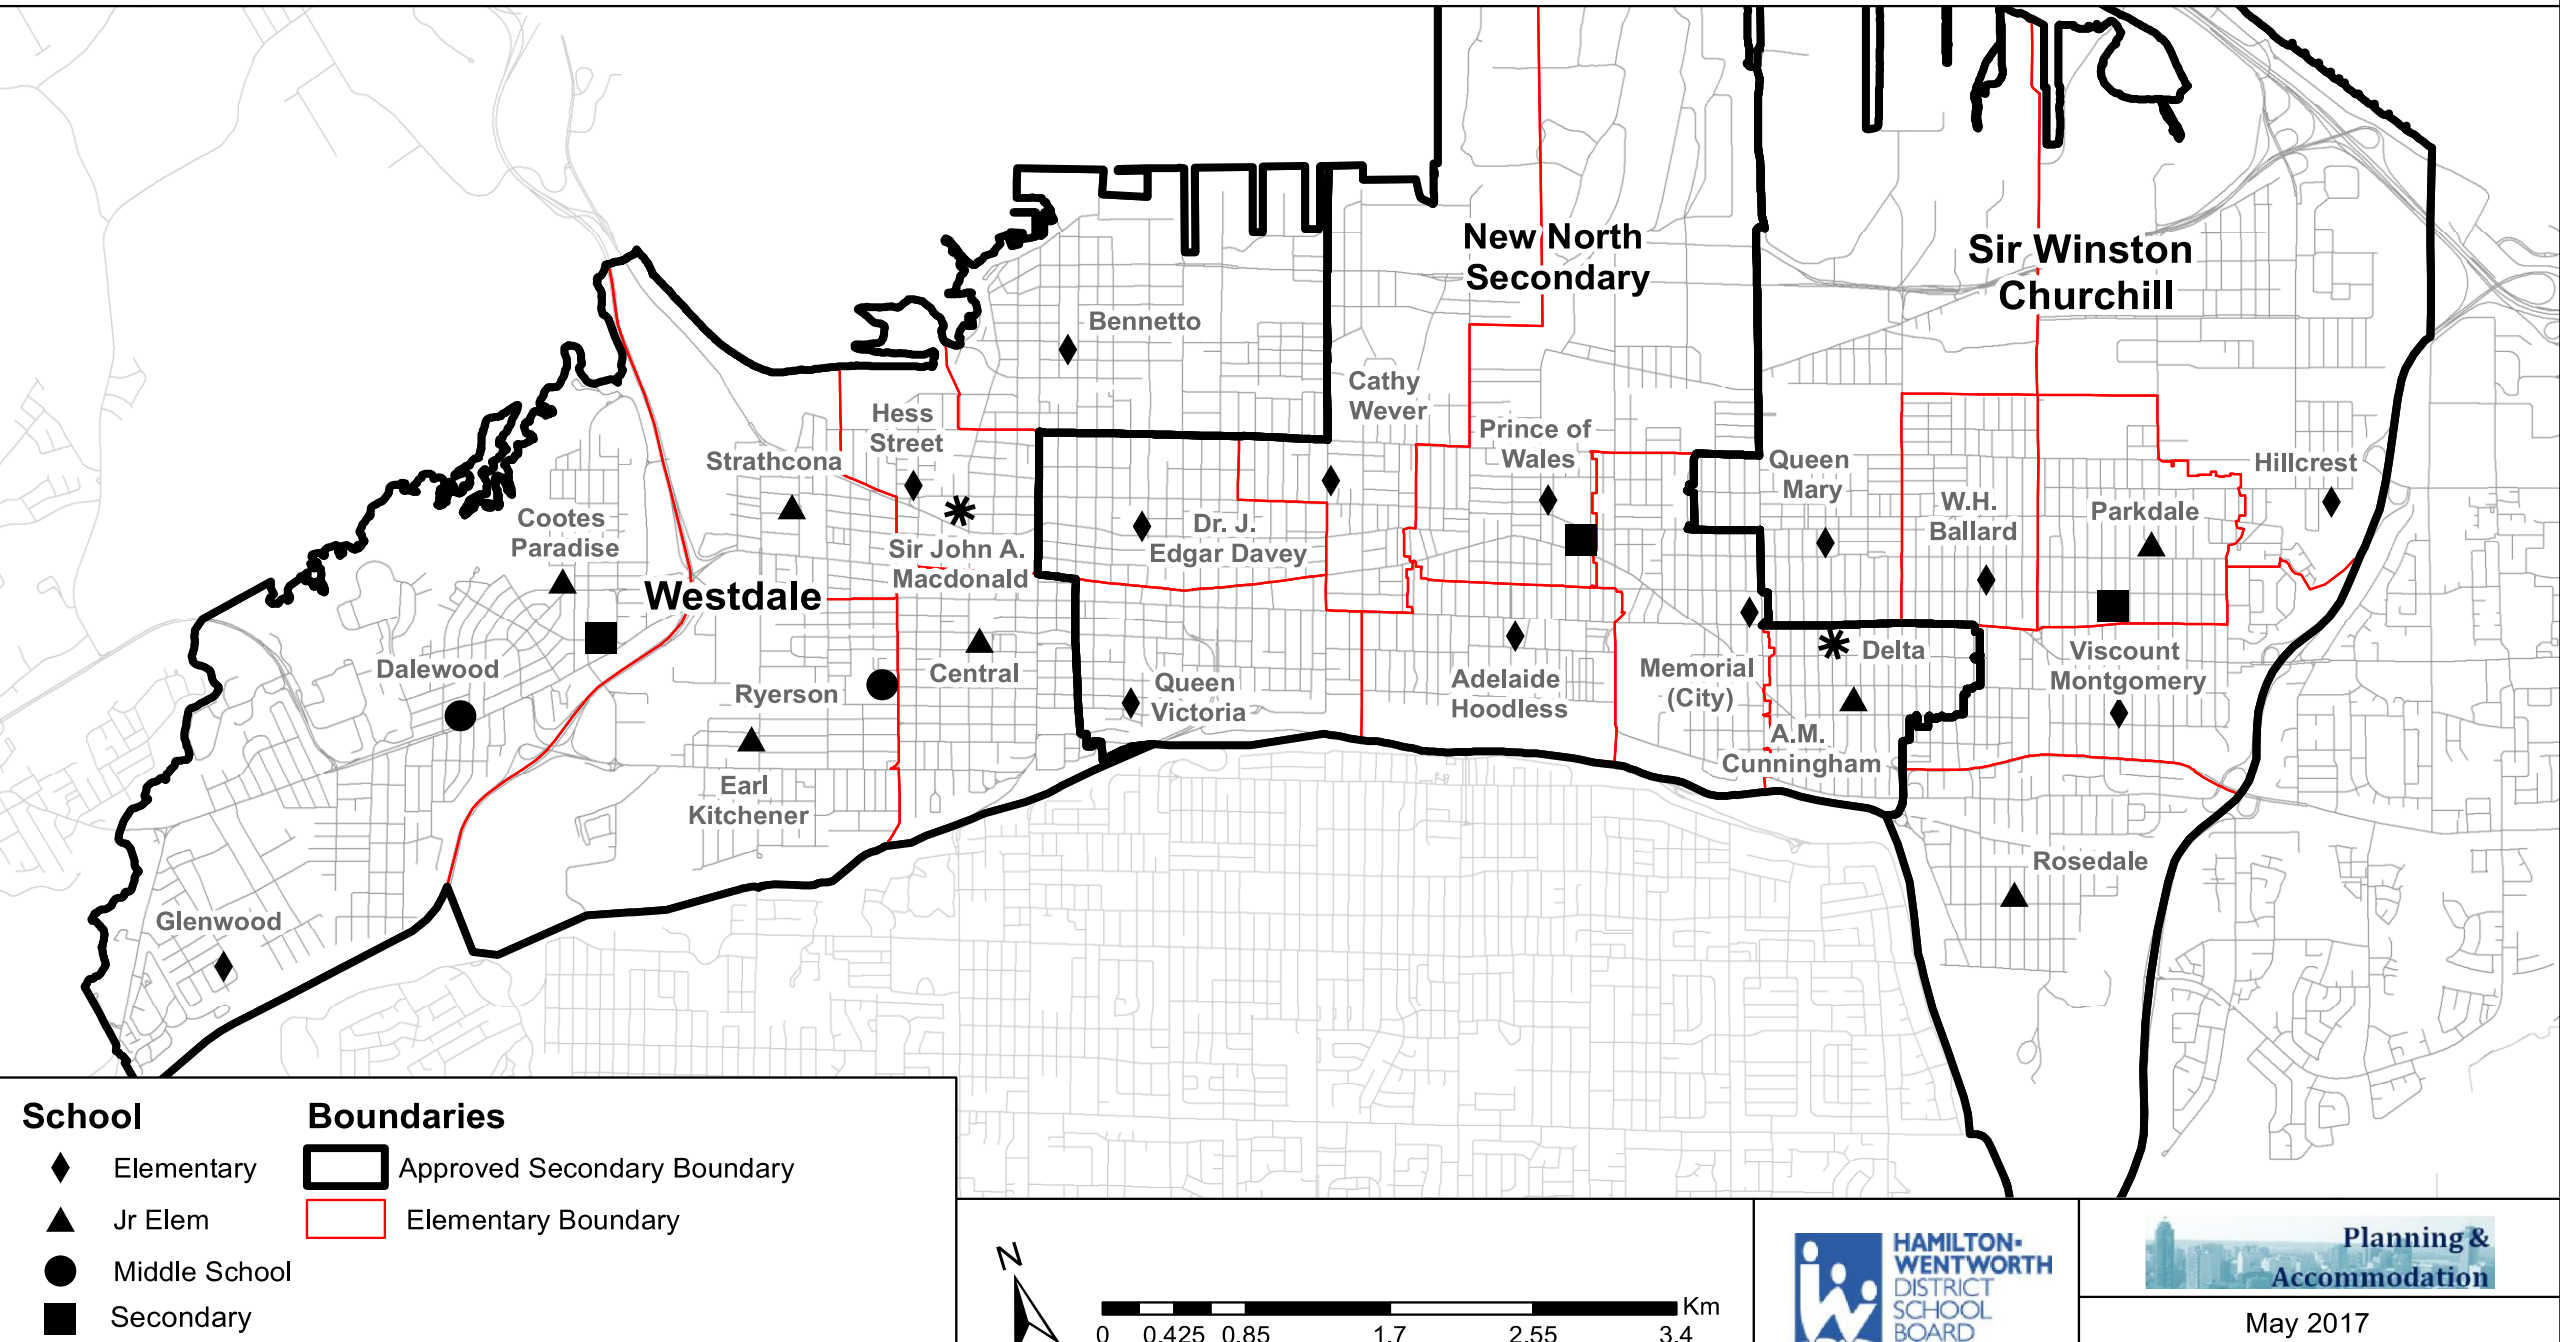 New North
Secondary
Sir Winston
Churchill
Bennetto
Cathy
Wever
Hess
Street
Prince of
Wales
Strathcona
Queen
Mary
Hillcrest
W.H.
Ballard
Parkdale
Cootes
Paradise
Dr. J.
Edgar Davey
Sir John A.
Macdonald
Westdale
Dalewood
Ryerson
Central
Queen
Victoria
Adelaide
Hoodless
Memorial
(City)
Delta
Viscount
Montgomery
A.M.
Cunningham
Earl
Kitchener
Rosedale
Glenwood
School
Boundaries
Elementary
Approved Secondary Boundary
Jr Elem
Elementary Boundary
Middle School
Secondary
N
Km
0 0.425 0.85 1.7 2.55 3.4
HAMILTON-
WENTWORTH
DISTRICT
SCHOOL
BOARD
Planning &
Accommodation
May 2017